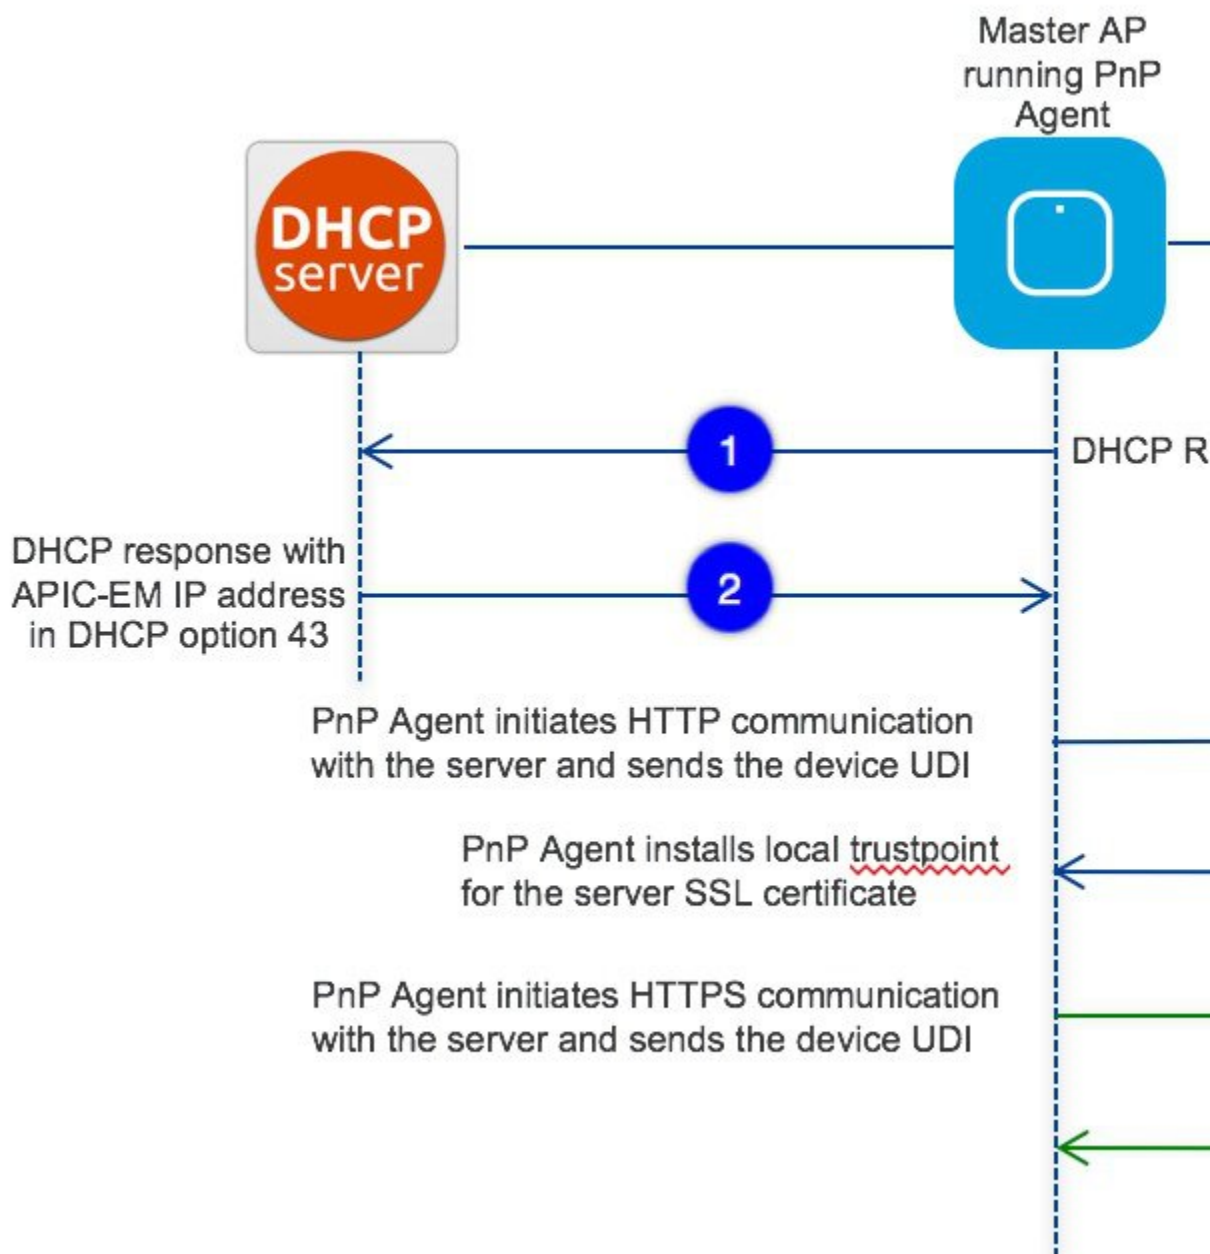 Master AP
running PnP
Agent
DHCP
server
1
DHCP R
DHCP response with
APIC-EM IP address
in DHCP option 43
2
PnP Agent initiates HTTP communication
with the server and sends the device UDI
PnP Agent installs local trustpoint
for the server SSL certificate
PnP Agent initiates HTTPS communication
with the server and sends the device UDI